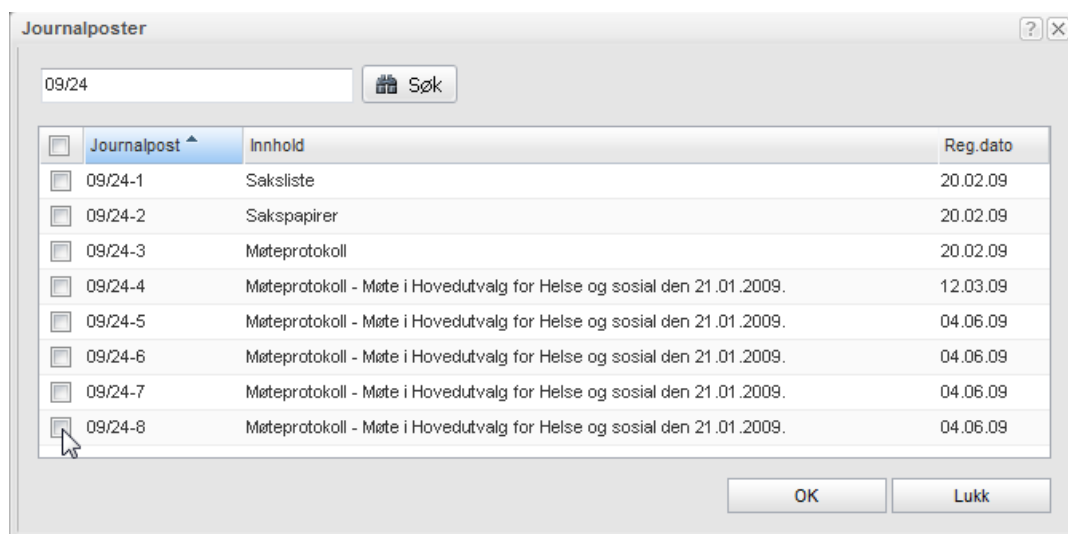 Journalposter
09/24 Søk
Journalpost Innhold Reg.dato
09/24-1 Saksliste 20.02.09
09/24-2 Sakspapirer 20.02.09
09/24-3 Møteprotokoll 20.02.09
09/24-4 Møteprotokoll - Møte i Hovedutvalg for Helse og sosial den 21.01.2009. 12.03.09
09/24-5 Møteprotokoll - Møte i Hovedutvalg for Helse og sosial den 21.01.2009. 04.06.09
09/24-6 Møteprotokoll - Møte i Hovedutvalg for Helse og sosial den 21.01.2009. 04.06.09
09/24-7 Møteprotokoll - Møte i Hovedutvalg for Helse og sosial den 21.01.2009. 04.06.09
09/24-8 Møteprotokoll - Møte i Hovedutvalg for Helse og sosial den 21.01.2009. 04.06.09
OK Lukk